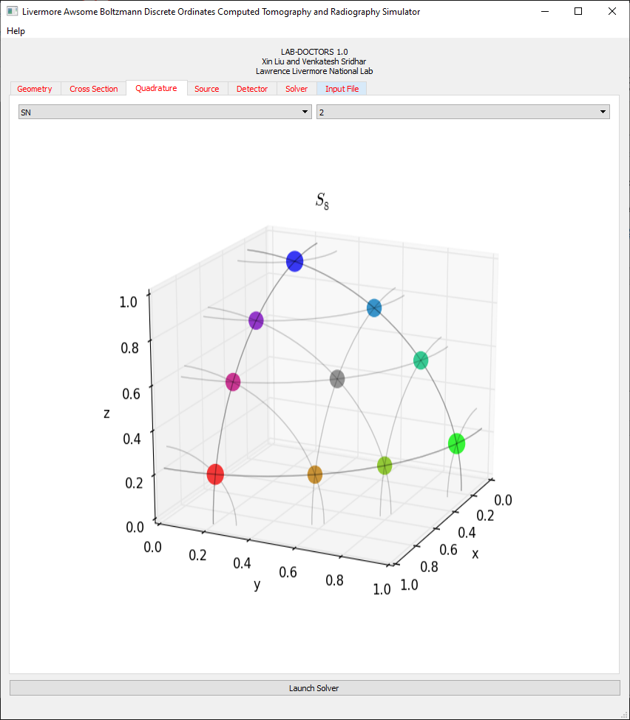 Livermore Awsome Boltzmann Discrete Ordinates Computed Tomography and Radiography Simulator
Help
LAB-DOCTORS 1.0
Xin Liu and Venkatesh Sridhar
Lawrence Livermore National Lab
Geometry Cross Section Quadrature Source Detector Solver Input File
SN 2
S8
1.0
0.8
0.6
z
0.4
0.2
0.0
0.0 0.2 0.4 0.6 0.8 1.0
y
0.0
0.2
0.4
0.6
0.8
1.0
x
Launch Solver